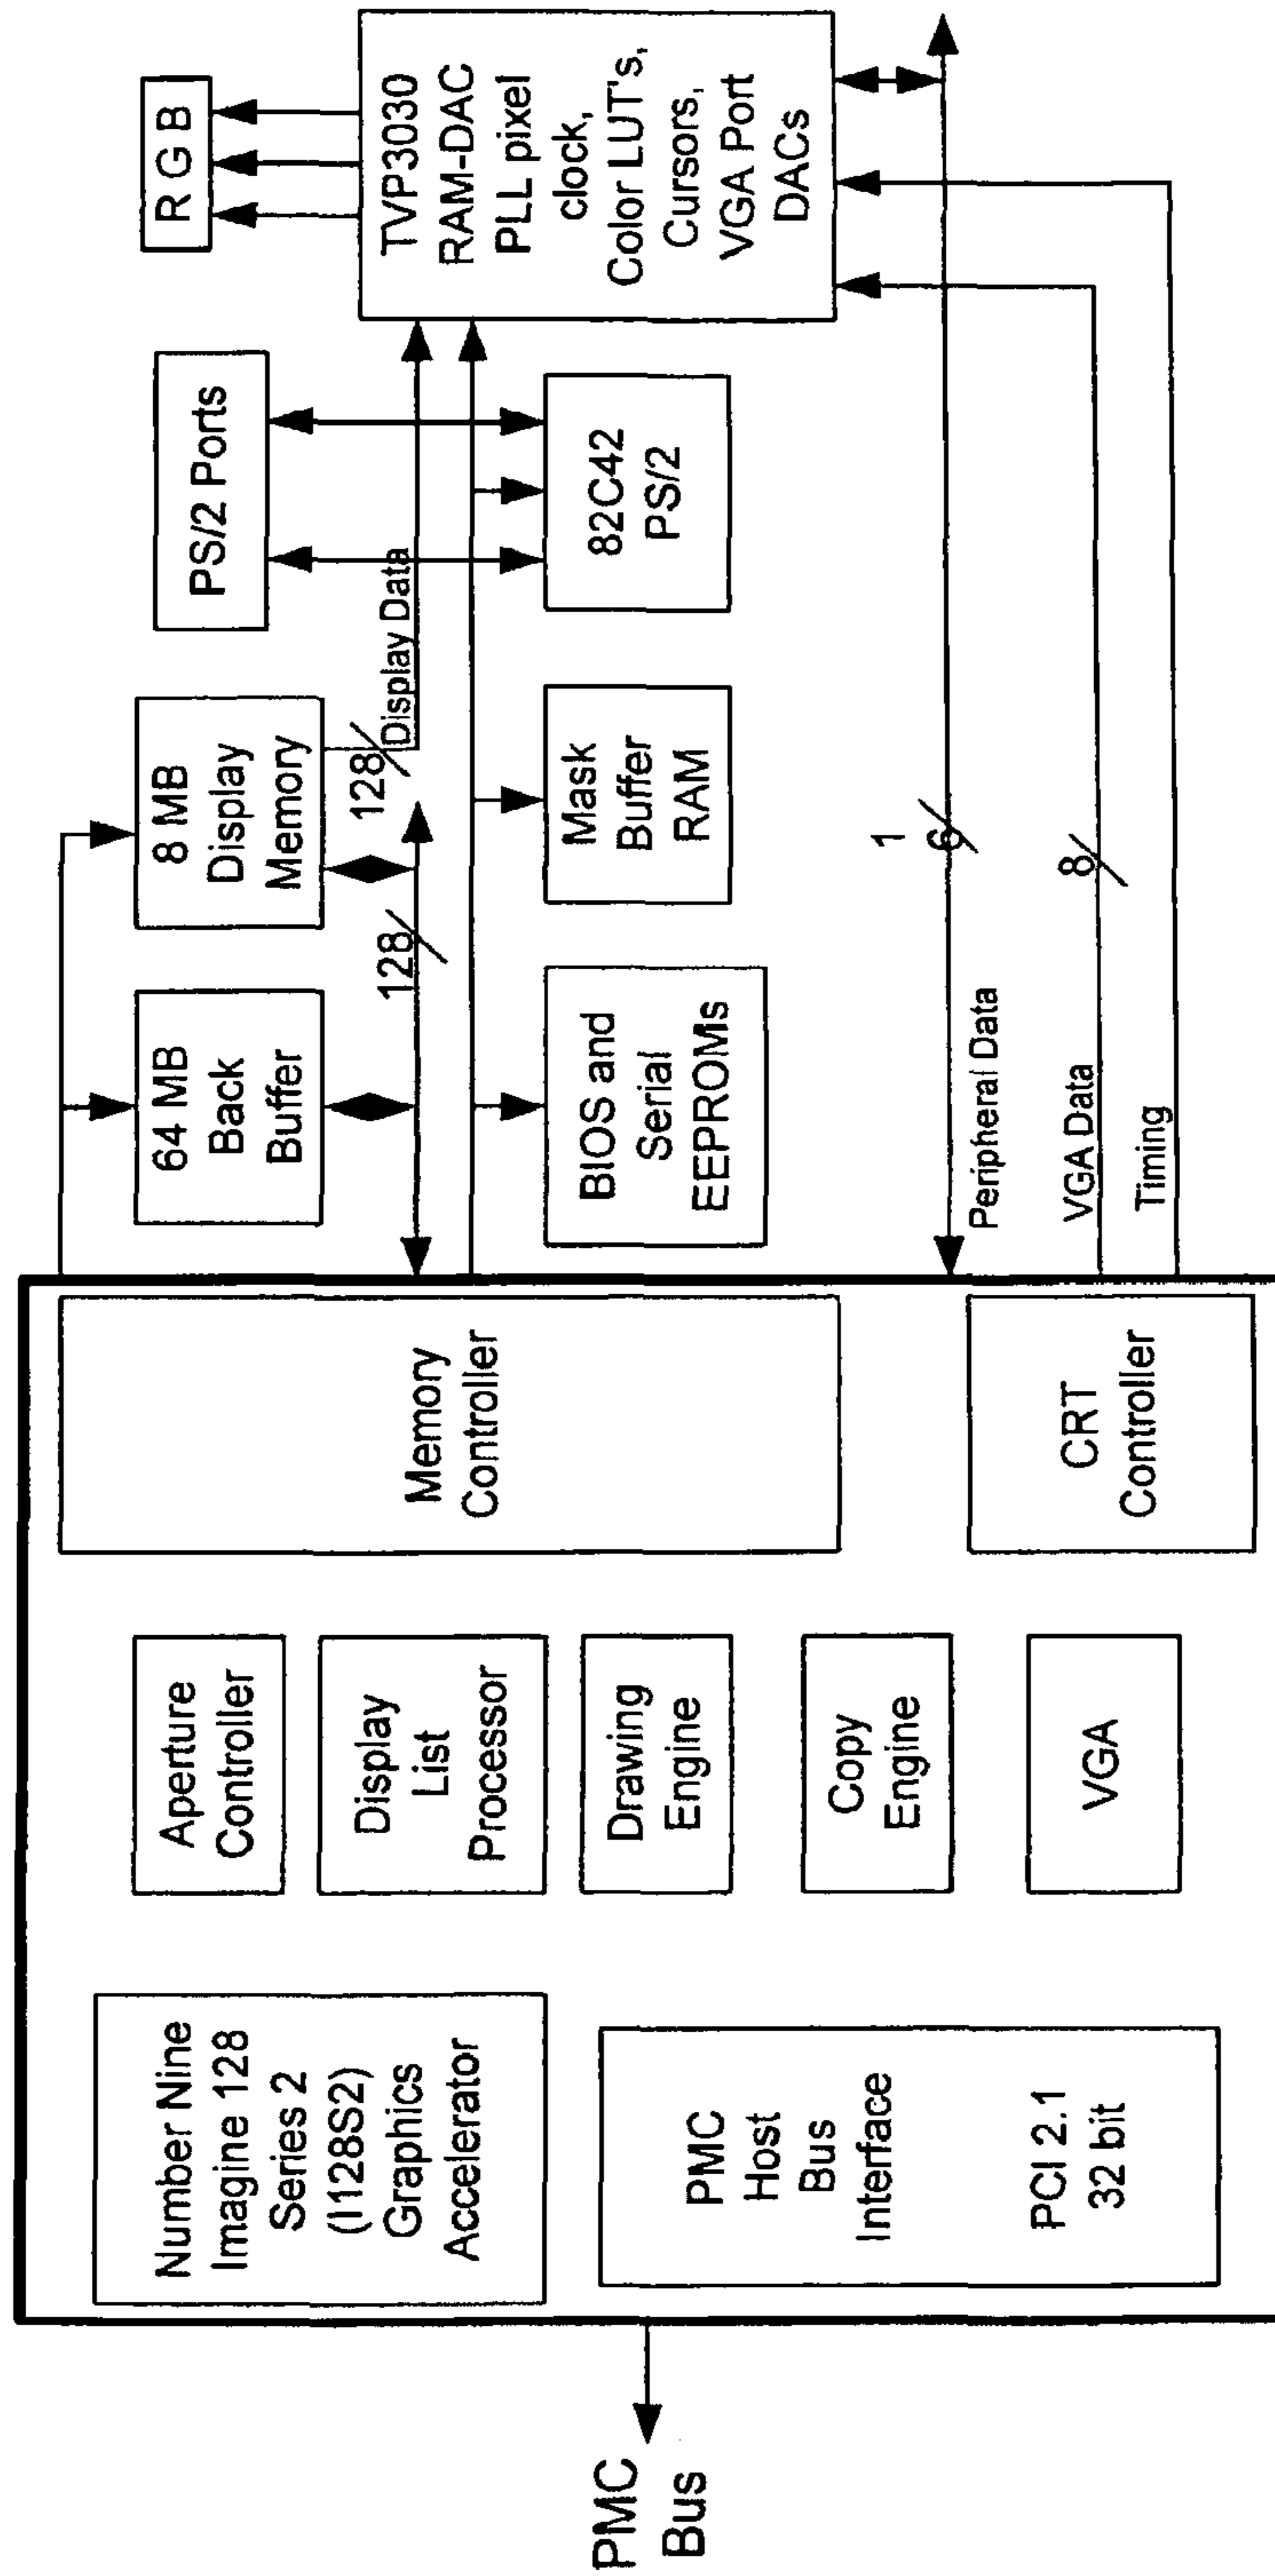 PMC
Bus
Number Nine
Imagine 128
Series 2
(I128S2)
Graphics
Accelerator
PMC
Host
Bus
Interface
PCI 2.1
32 bit
Aperture
Controller
Display
List
Processor
Drawing
Engine
Copy
Engine
VGA
Memory
Controller
CRT
Controller
64 MB
Back
Buffer
8 MB
Display
Memory
128
128
Display Data
BIOS and
Serial
EEPROMs
Mask
Buffer
RAM
PS/2 Ports
82C42
PS/2
R G B
TVP3030
RAM-DAC
PLL pixel
clock,
Color LUT's,
Cursors,
VGA Port
DACs
1
6
Peripheral Data
8
VGA Data
Timing